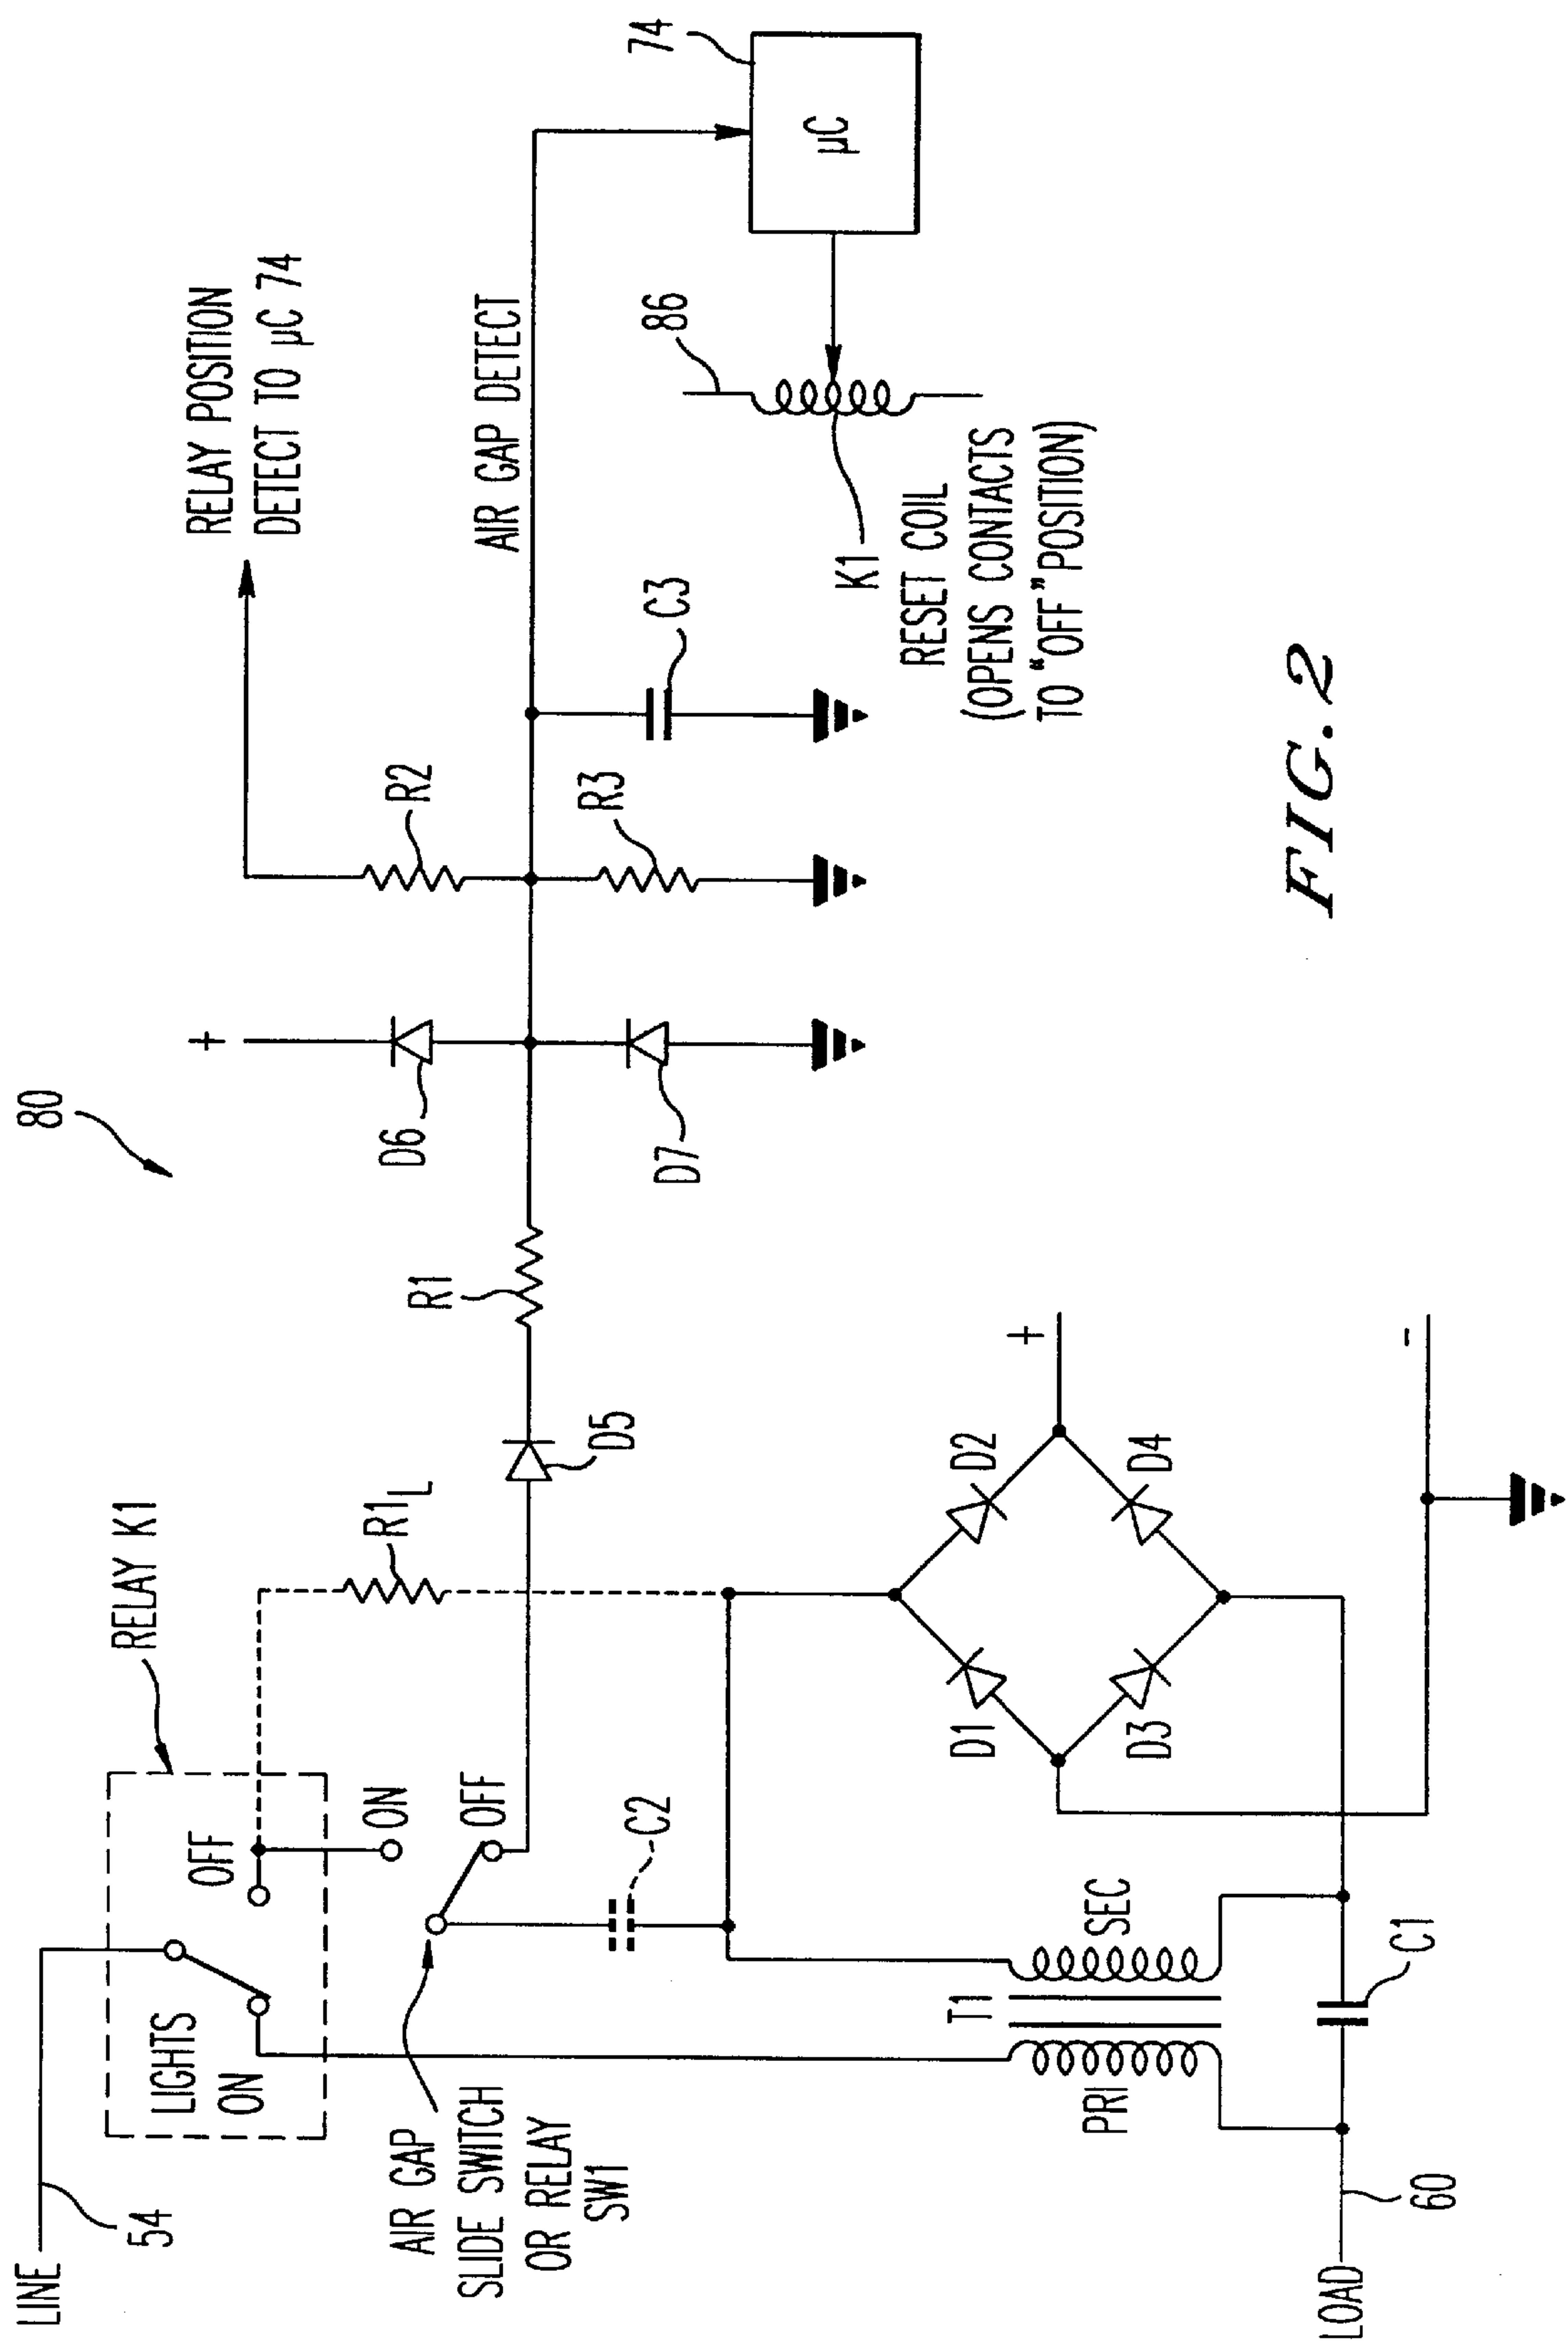 80
RELAY POSITION
DETECT TO µC 74
LINE
54
LIGHTS
ON
OFF
RELAY K1
ON
R1L
R1
+
D6
D7
R2
R3
C3
AIR GAP DETECT
74
µC
86
K1
RESET COIL
(OPENS CONTACTS
TO “OFF” POSITION)
AIR GAP
SLIDE SWITCH
OR RELAY
SW1
OFF
D5
C2
T1
PRI
SEC
D1
D2
D3
D4
+
-
C1
LOAD
60
FIG.2